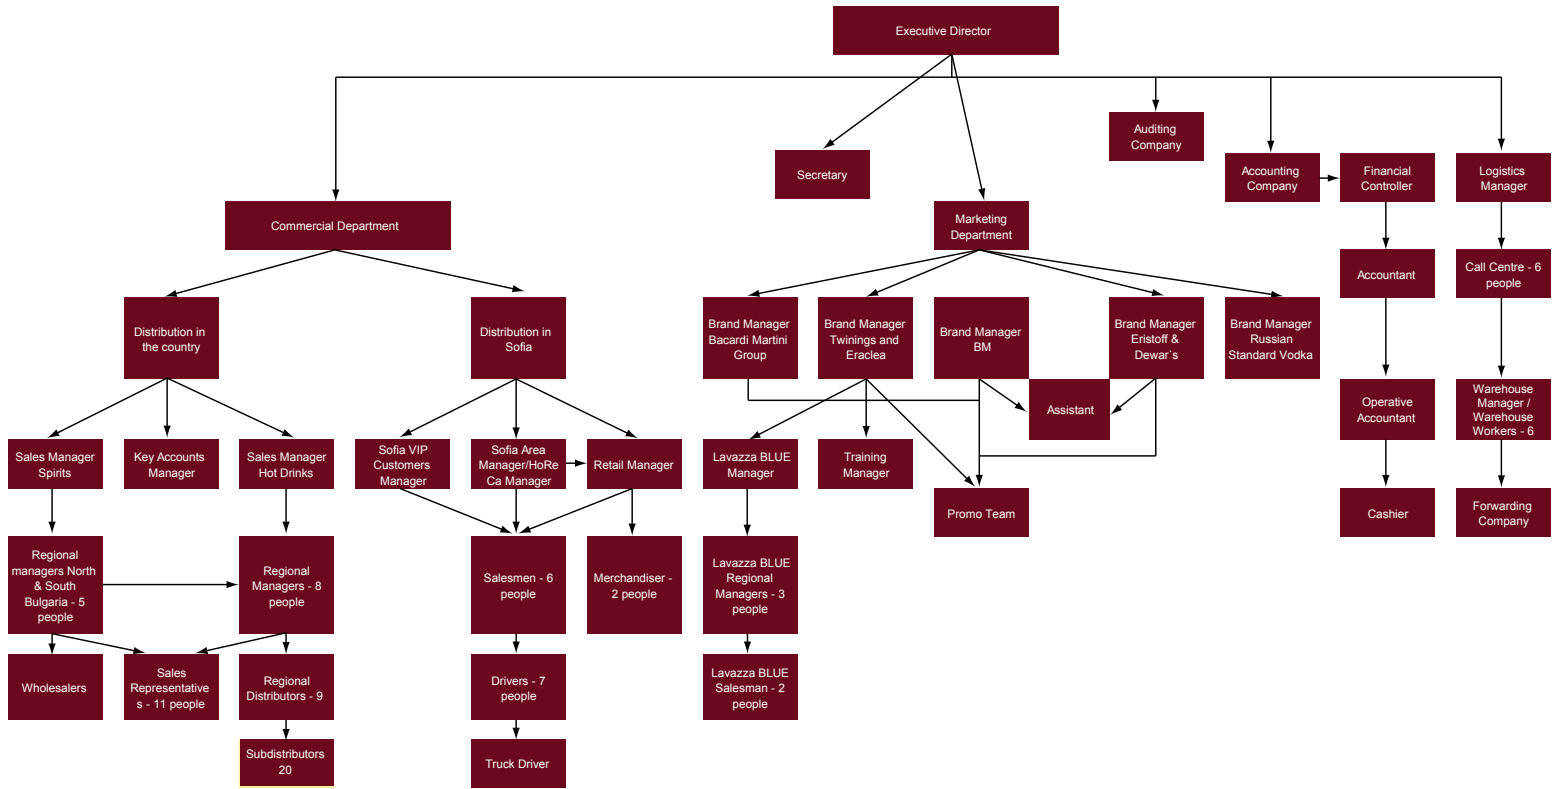 Executive Director
Auditing
Company
Secretary
Accounting
Company
Financial
Controller
Logistics
Manager
Commercial Department
Marketing
Department
Accountant
Call Centre - 6
people
Distribution in
the country
Distribution in
Sofia
Brand Manager
Bacardi Martini
Group
Brand Manager
Twinings and
Eraclea
Brand Manager
BM
Brand Manager
Eristoff &
Dewar`s
Brand Manager
Russian
Standard Vodka
Assistant
Operative
Accountant
Warehouse
Manager /
Warehouse
Workers - 6
Sales Manager
Spirits
Key Accounts
Manager
Sales Manager
Hot Drinks
Sofia VIP
Customers
Manager
Sofia Area
Manager/HoRe
Ca Manager
Retail Manager
Lavazza BLUE
Manager
Training
Manager
Promo Team
Cashier
Forwarding
Company
Regional
managers North
& South
Bulgaria - 5
people
Regional
Managers - 8
people
Salesmen - 6
people
Merchandiser -
2 people
Lavazza BLUE
Regional
Managers - 3
people
Wholesalers
Sales
Representative
s - 11 people
Regional
Distributors - 9
Drivers - 7
people
Lavazza BLUE
Salesman - 2
people
Subdistributors
20
Truck Driver